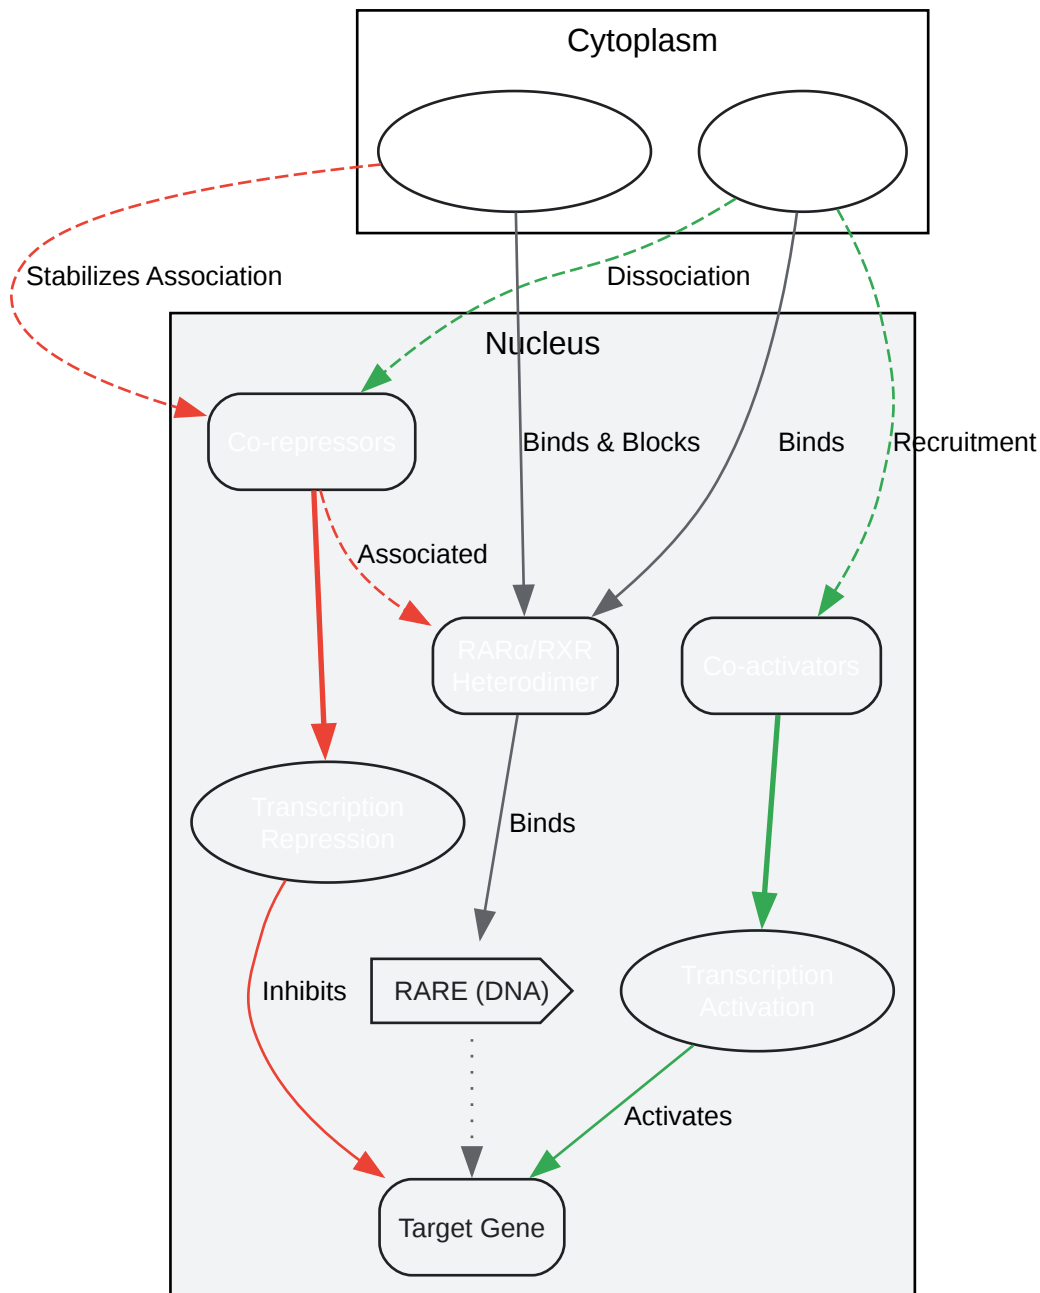 Cytoplasm
Stabilizes Association
Dissociation
Nucleus
Co-repressors
Binds & Blocks
Binds
Recruitment
Associated
RARα/RXR
Heterodimer
Co-activators
Transcription
Repression
Binds
Inhibits
RARE (DNA)
Transcription
Activation
Activates
Target Gene